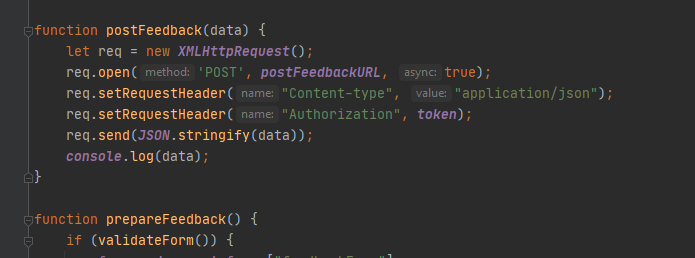 function postFeedback(data) {
let req = new XMLHttpRequest();
req.open( method: 'POST', postFeedbackURL, async: true);
req.setRequestHeader( name: "Content-type", value: "application/json");
req.setRequestHeader( name: "Authorization", token);
req.send(JSON.stringify(data));
console.log(data);
}
function prepareFeedback() {
if (validateForm()) {